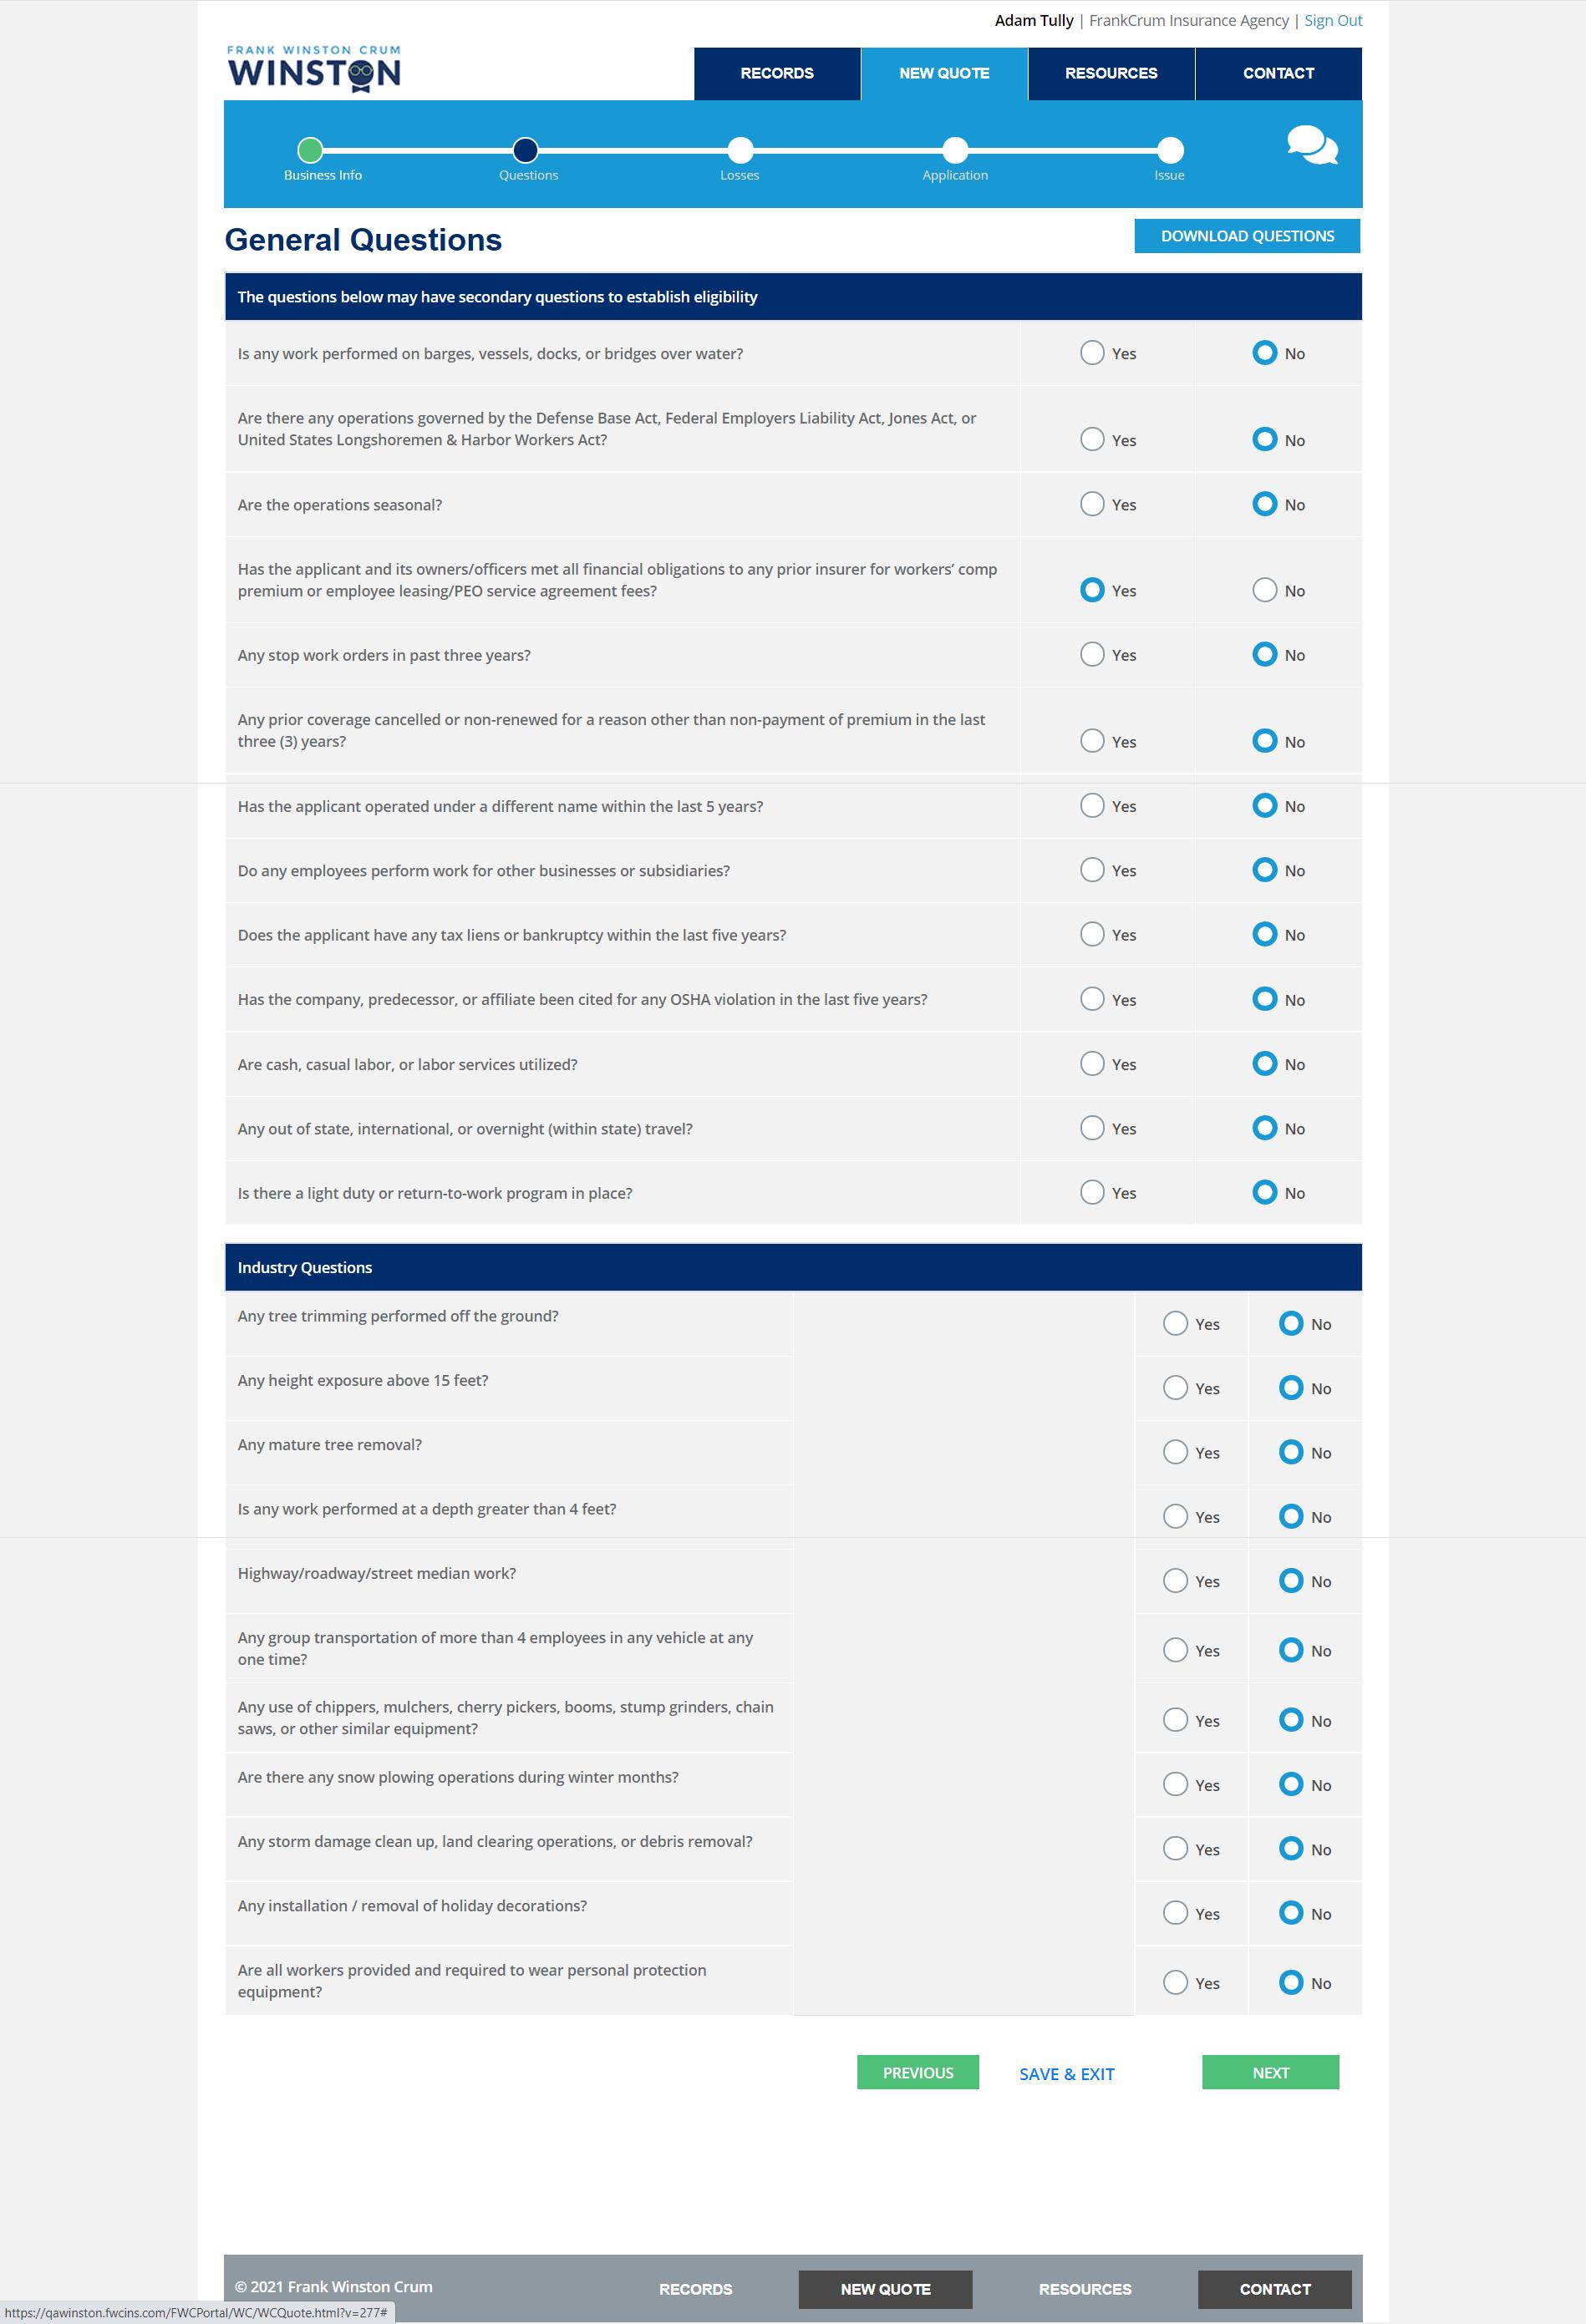 Adam Tully | FrankCrum Insurance Agency | Sign Out
FRANK WINSTON CRUM
WINSTON
RECORDS
NEW QUOTE
RESOURCES
CONTACT
Business Info
Questions
Losses
Application
Issue
General Questions
DOWNLOAD QUESTIONS
The questions below may have secondary questions to establish eligibility
Is any work performed on barges, vessels, docks, or bridges over water?
Yes
No
Are there any operations governed by the Defense Base Act, Federal Employers Liability Act, Jones Act, or
United States Longshoremen & Harbor Workers Act?
Yes
No
Are the operations seasonal?
Yes
No
Has the applicant and its owners/officers met all financial obligations to any prior insurer for workers’ comp
premium or employee leasing/PEO service agreement fees?
Yes
No
Any stop work orders in past three years?
Yes
No
Any prior coverage cancelled or non-renewed for a reason other than non-payment of premium in the last
three (3) years?
Yes
No
Has the applicant operated under a different name within the last 5 years?
Yes
No
Do any employees perform work for other businesses or subsidiaries?
Yes
No
Does the applicant have any tax liens or bankruptcy within the last five years?
Yes
No
Has the company, predecessor, or affiliate been cited for any OSHA violation in the last five years?
Yes
No
Are cash, casual labor, or labor services utilized?
Yes
No
Any out of state, international, or overnight (within state) travel?
Yes
No
Is there a light duty or return-to-work program in place?
Yes
No
Industry Questions
Any tree trimming performed off the ground?
Yes
No
Any height exposure above 15 feet?
Yes
No
Any mature tree removal?
Yes
No
Is any work performed at a depth greater than 4 feet?
Yes
No
Highway/roadway/street median work?
Yes
No
Any group transportation of more than 4 employees in any vehicle at any
one time?
Yes
No
Any use of chippers, mulchers, cherry pickers, booms, stump grinders, chain
saws, or other similar equipment?
Yes
No
Are there any snow plowing operations during winter months?
Yes
No
Any storm damage clean up, land clearing operations, or debris removal?
Yes
No
Any installation / removal of holiday decorations?
Yes
No
Are all workers provided and required to wear personal protection
equipment?
Yes
No
PREVIOUS
SAVE & EXIT
NEXT
© 2021 Frank Winston Crum
RECORDS
NEW QUOTE
RESOURCES
CONTACT
https://qawinston.fwcins.com/FWCPortal/WC/WCQuote.html?v=277#